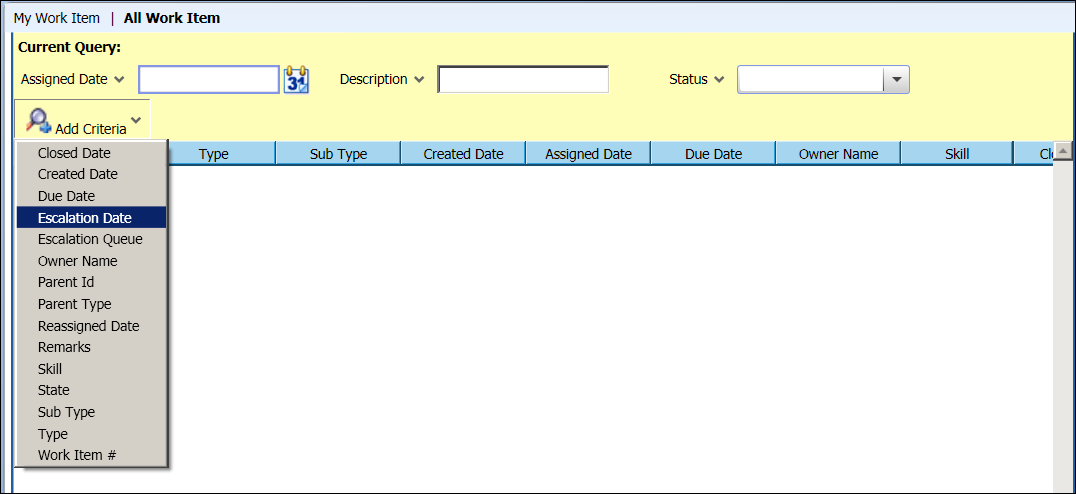 My Work Item | All Work Item
Current Query:
Assigned Date 31 Description Status
Add Criteria
Type Sub Type Created Date Assigned Date Due Date Owner Name Skill
Closed Date
Created Date
Due Date
Escalation Date
Escalation Queue
Owner Name
Parent Id
Parent Type
Reassigned Date
Remarks
Skill
State
Sub Type
Type
Work Item #